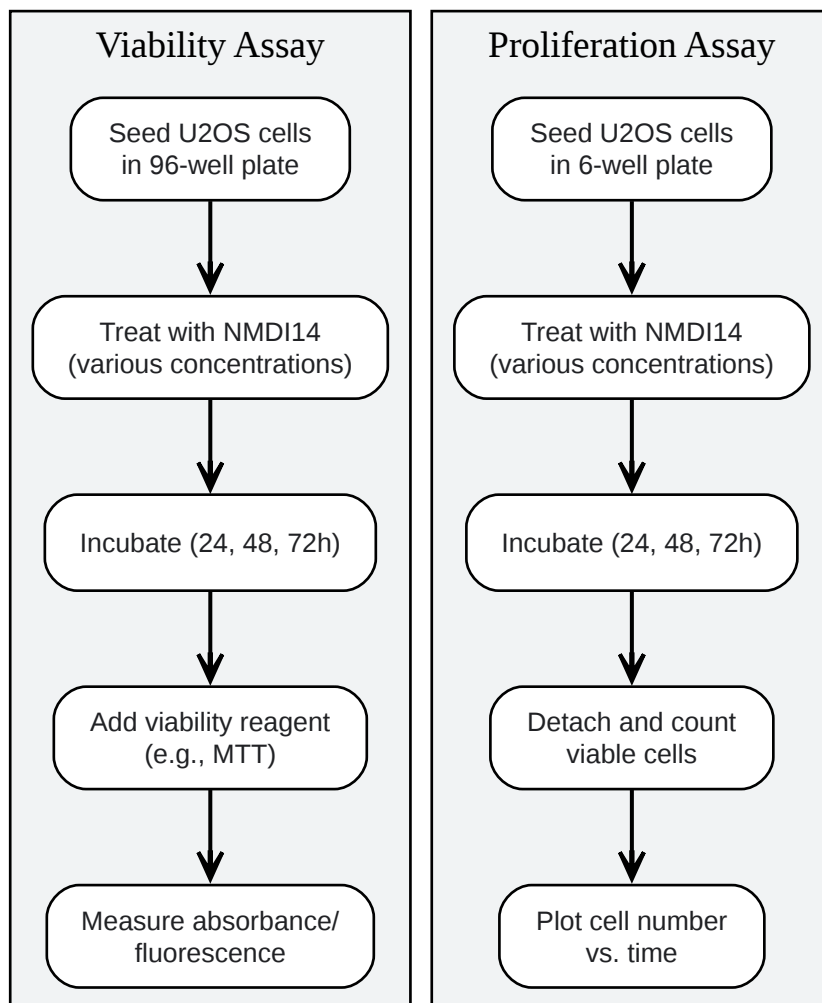 Viability Assay
Seed U2OS cells
in 96-well plate
Treat with NMDI14
(various concentrations)
Incubate (24, 48, 72h)
Add viability reagent
(e.g., MTT)
Measure absorbance/
fluorescence
Proliferation Assay
Seed U2OS cells
in 6-well plate
Treat with NMDI14
(various concentrations)
Incubate (24, 48, 72h)
Detach and count
viable cells
Plot cell number
vs. time